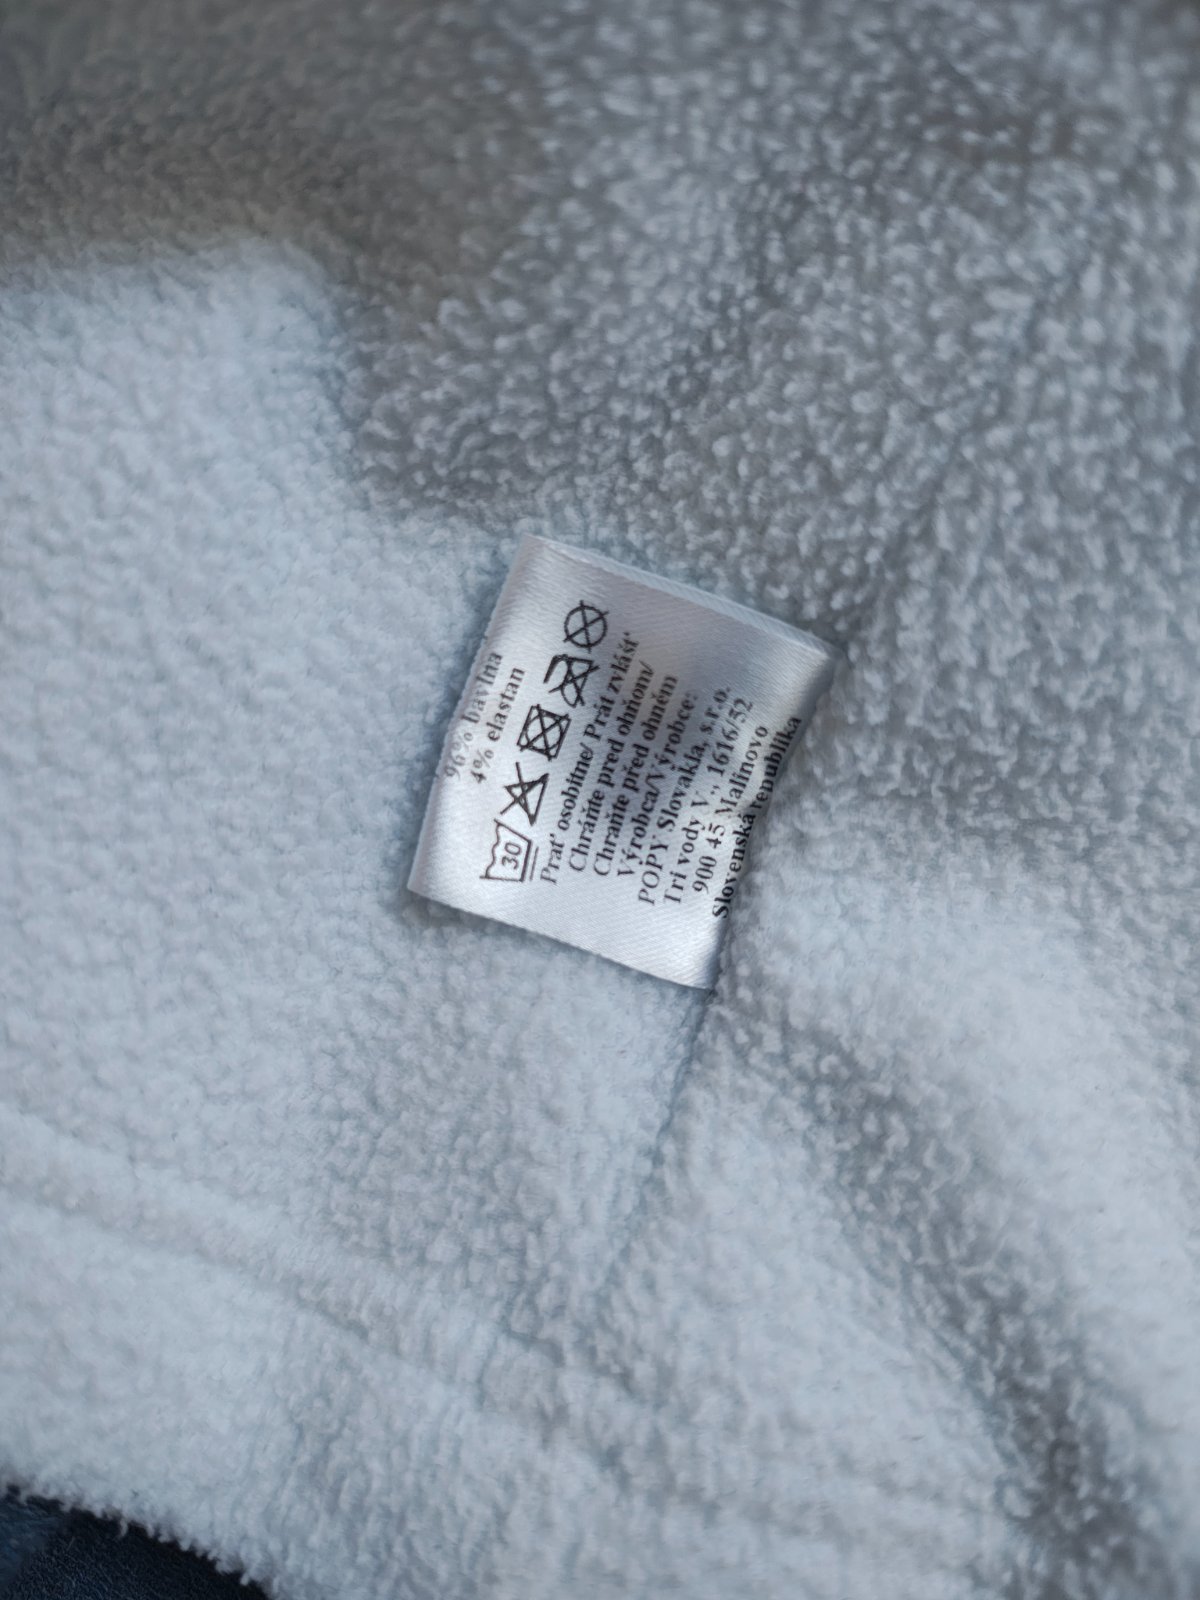 96% bavlna
4% elastan
30
Prať osobitne/ Prát zvlášť
Chráňte pred ohňom/
Chraňte před ohněm
Výrobca/Výrobce:
POPY Slovakia, s.r.o.
Tri vody V., 1616/52
900 45 Malinovo
Slovenská republika